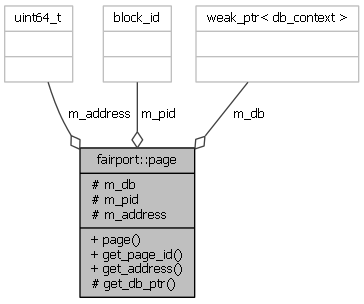 uint64_t
block_id
weak_ptr< db_context >
m_address
m_pid
m_db
fairport::page
# m_db
# m_pid
# m_address
+ page()
+ get_page_id()
+ get_address()
# get_db_ptr()